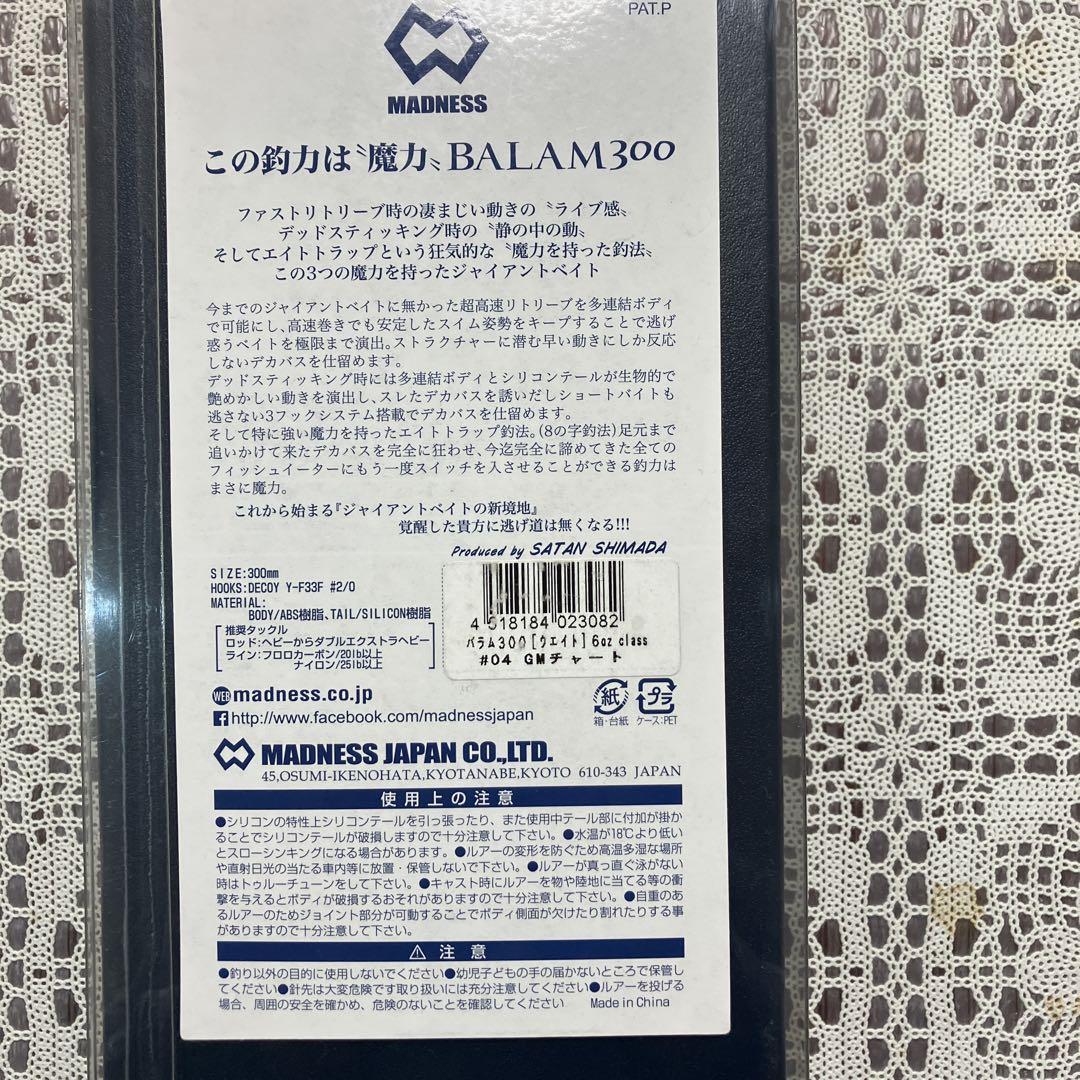 PAT.P
MADNESS
この釣力は〝魔力〟BALAM300
ファストリトリーブ時の凄まじい動きの〝ライブ感〟
デッドスティッキング時の〝静の中の動〟
そしてエイトトラップという狂気的な〝魔力を持った釣法〟
この3つの魔力を持ったジャイアントベイト
今までのジャイアントベイトに無かった超高速リトリーブを多連結ボディ
で可能にし、高速巻きでも安定したスイム姿勢をキープすることで逃げ
惑うベイトを極限まで演出。ストラクチャーに潜む早い動きにしか反応
しないデカバスを仕留めます。
デッドスティッキング時には多連結ボディとシリコンテールが生物的で
艶めかしい動きを演出し、スレたデカバスを誘いだしショートバイトも
逃さない3フックシステム搭載でデカバスを仕留めます。
そして特に強い魔力を持ったエイトトラップ釣法。(8の字釣法)足元まで
追いかけて来たデカバスを完全に狂わせ、今迄完全に諦めてきた全ての
フィッシュイーターにもう一度スイッチを入させることができる釣力は
まさに魔力。
これから始まる『ジャイアントベイトの新境地』
覚醒した貴方に逃げ道は無くなる!!!
Produced by SATAN SHIMADA
SIZE:300mm
HOOKS:DECOY Y-F33F #2/0
MATERIAL:
BODY/ABS樹脂、TAIL/SILICON樹脂
推奨タックル
ロッド:ヘビーからダブルエクストラヘビー
ライン:フロロカーボン/20lb以上
ナイロン/25lb以上
4 518184 023082
バラム300[ウエイト]6oz class
#04 GMチャート
WEB madness.co.jp
http://www.facebook.com/madnessjapan
紙 プラ
箱・台紙 ケース:PET
MADNESS JAPAN CO.,LTD.
45,OSUMI-IKENOHATA,KYOTANABE,KYOTO 610-343 JAPAN
使用上の注意
●シリコンの特性上シリコンテールを引っ張ったり、また使用中テール部に付加が掛か
ることでシリコンテールが破損しますので十分注意して下さい。●水温が18℃より低い
とスローシンキングになる場合があります。●ルアーの変形を防ぐため高温多湿な場所
や直射日光の当たる車内等に放置・保管しないで下さい。●ルアーが真っ直ぐ泳がない
時はトゥルーチューンをして下さい。●キャスト時にルアーを物や陸地に当てる等の衝
撃を与えるとボディが破損するおそれがありますので十分注意して下さい。●自重のあ
るルアーのためジョイント部分が可動することでボディ側面が欠けたり割れたりする事
がありますので十分注意して下さい。
⚠ 注意
●釣り以外の目的に使用しないでください●幼児子どもの手の届かないところで保管し
てください●針先は大変危険です取り扱いには充分注意してください●ルアーを投げる
場合、周囲の安全を確かめ、危険のないことを確認してください Made in China